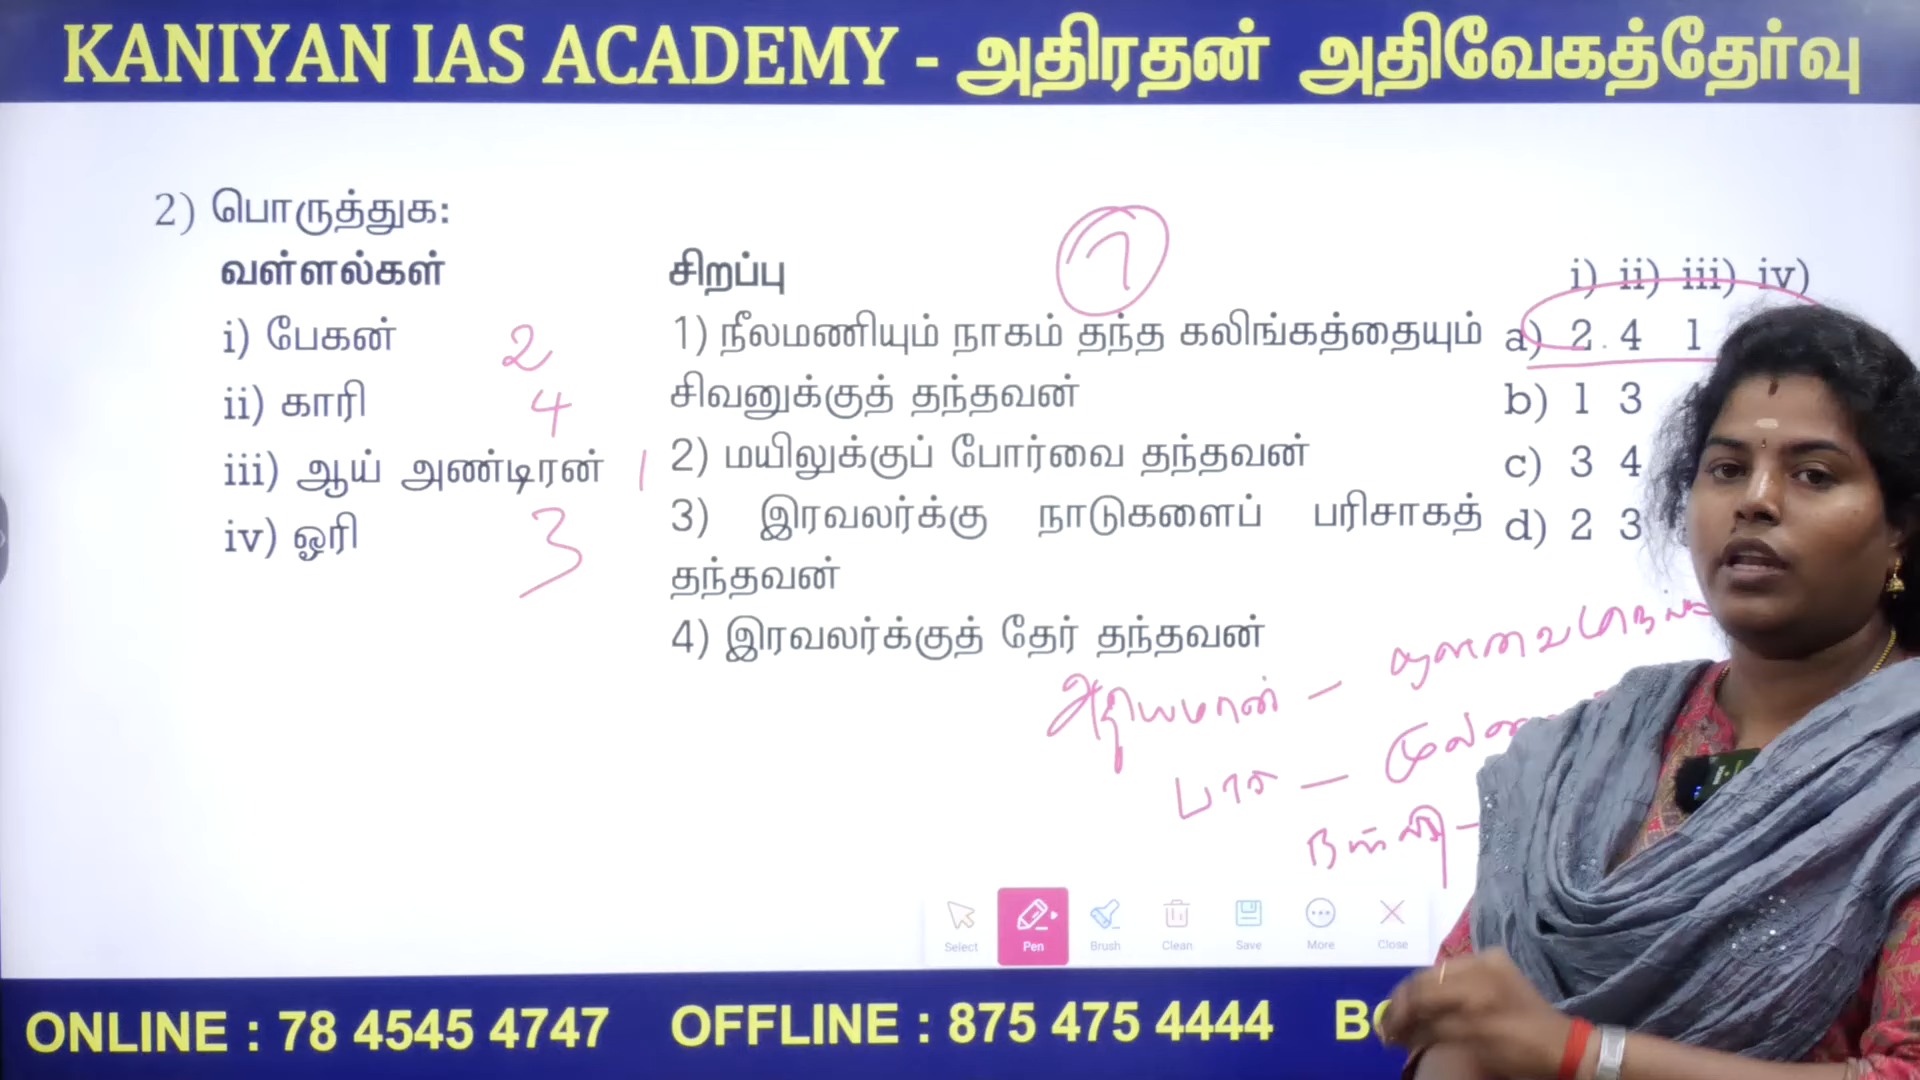 KANIYAN IAS ACADEMY - அதிரதன் அதிவேகத்தேர்வு
2) பொருத்துக:
வள்ளல்கள்
i) பேகன் 2
ii) காரி 4
iii) ஆய் அண்டிரன் 1
iv) ஓரி 3
சிறப்பு
7
1) நீலமணியும் நாகம் தந்த கலிங்கத்தையும்
சிவனுக்குத் தந்தவன்
2) மயிலுக்குப் போர்வை தந்தவன்
3) இரவலர்க்கு நாடுகளைப் பரிசாகத்
தந்தவன்
4) இரவலர்க்குத் தேர் தந்தவன்
i) ii) iii) iv)
a) 2 4 1
b) 1 3
c) 3 4
d) 2 3
அதியமான் -
பாரி -
நள்ளி -
Select Pen Brush Clean Save More Close
ONLINE : 78 4545 4747 OFFLINE : 875 475 4444